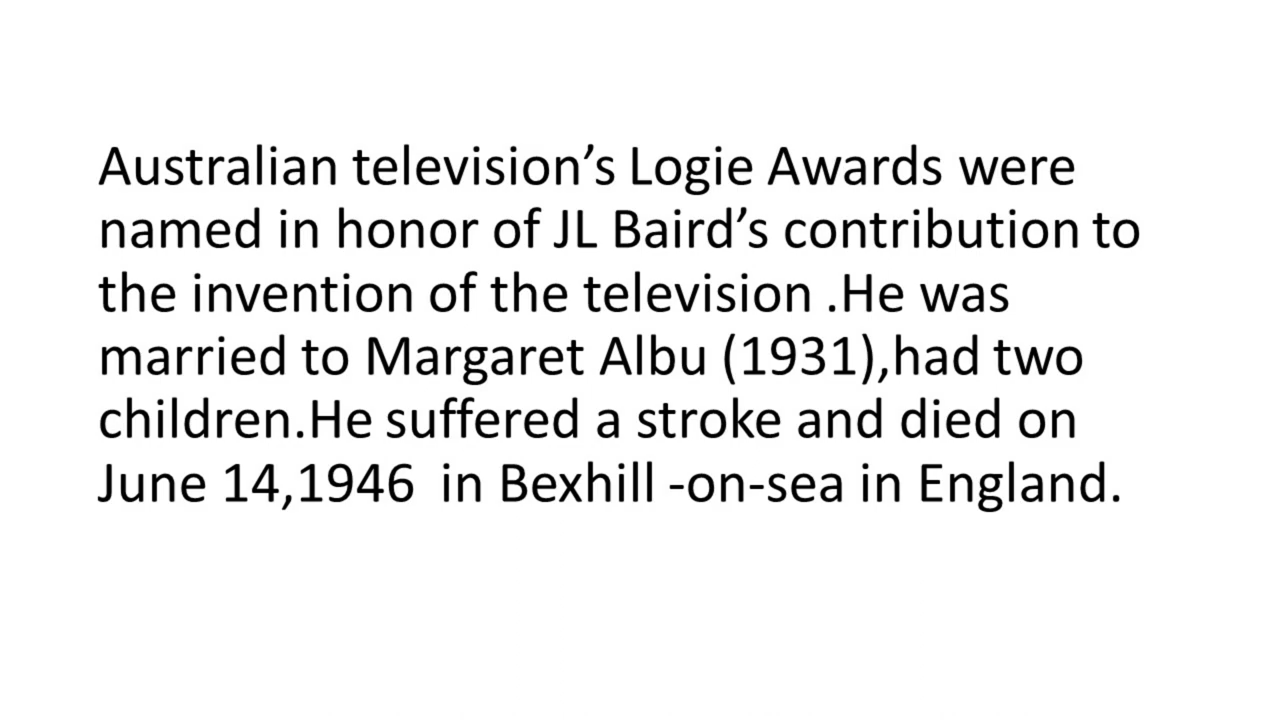 Australian television’s Logie Awards were
named in honor of JL Baird’s contribution to
the invention of the television .He was
married to Margaret Albu (1931),had two
children.He suffered a stroke and died on
June 14,1946  in Bexhill -on-sea in England.